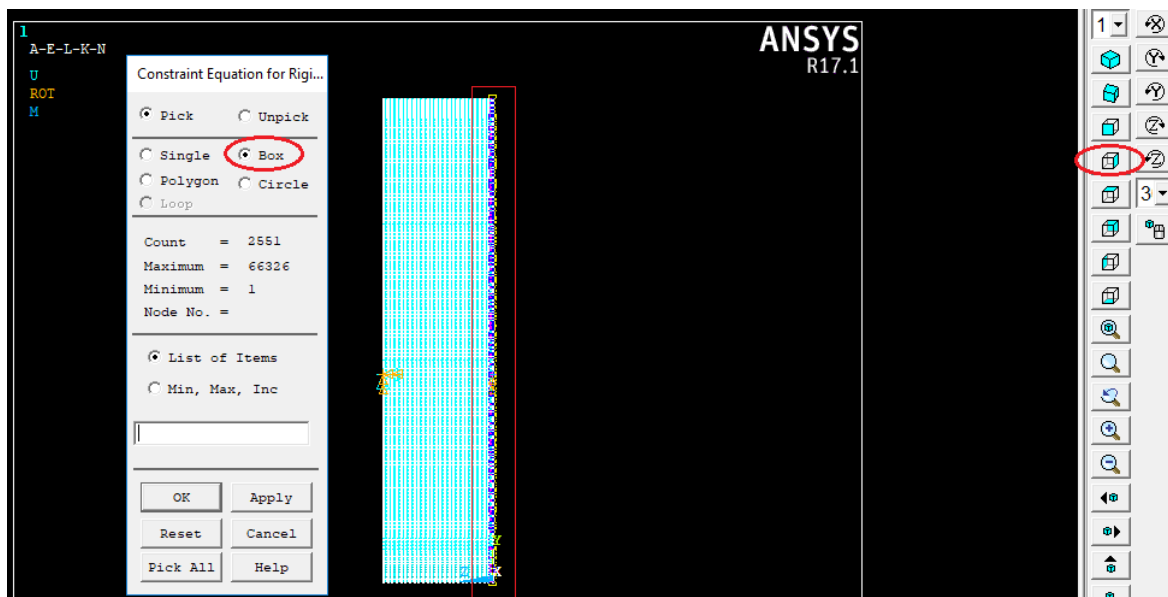 1
A-E-L-K-N
U
ROT
M
ANSYS
R17.1
Constraint Equation for Rigi...
Pick Unpick
Single Box
Polygon Circle
Loop
Count = 2551
Maximum = 66326
Minimum = 1
Node No. =
List of Items
Min, Max, Inc
OK Apply
Reset Cancel
Pick All Help
Y
Z X
1
X
Y
Y
Z
Z
3